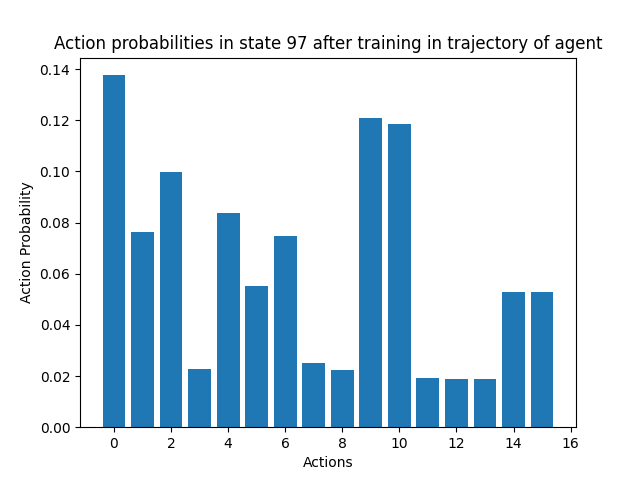 Action probabilities in state 97 after training in trajectory of agent
0.14
0.12
0.10
0.08
0.06
0.04
0.02
0.00
Action Probability
0 2 4 6 8 10 12 14 16
Actions